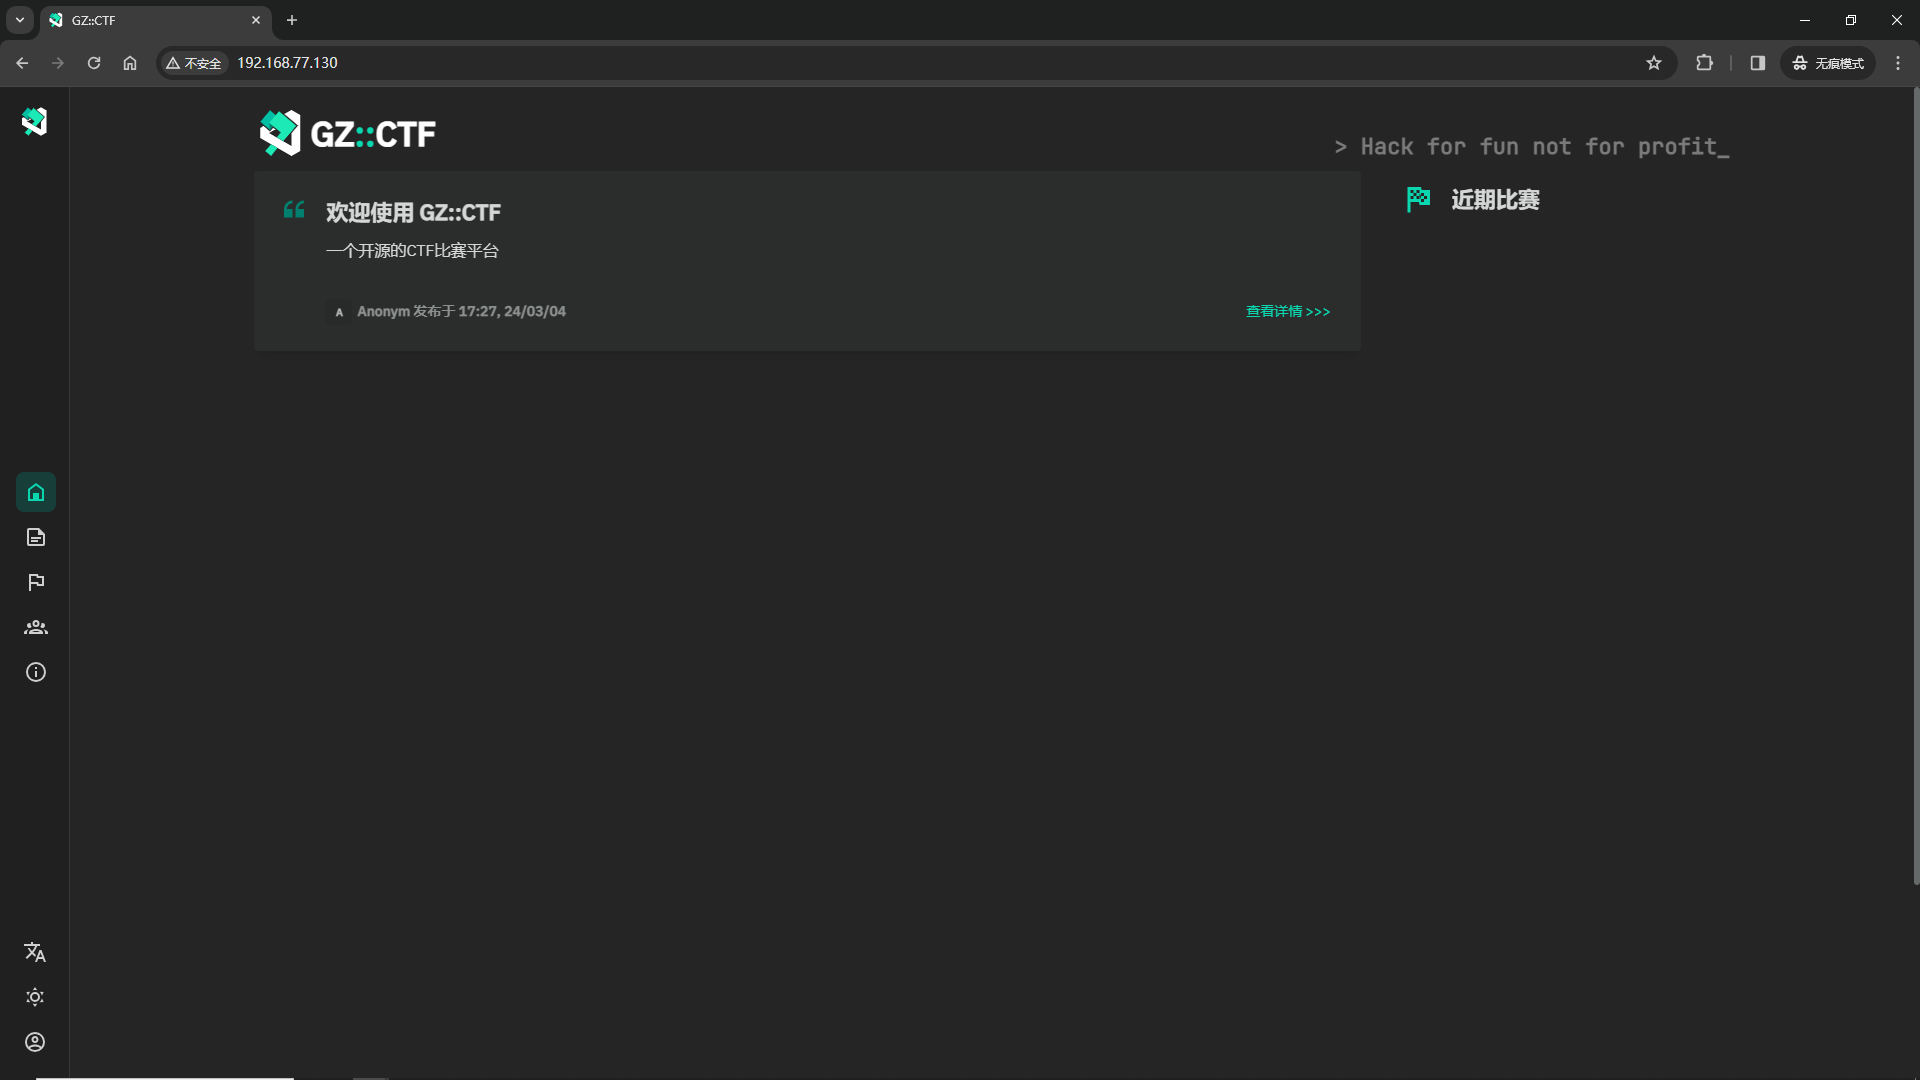 GZ::CTF
不安全
192.168.77.130
无痕模式
GZ::CTF
> Hack for fun not for profit_
欢迎使用 GZ::CTF
一个开源的CTF比赛平台
A Anonym 发布于 17:27, 24/03/04
查看详情 >>>
近期比赛